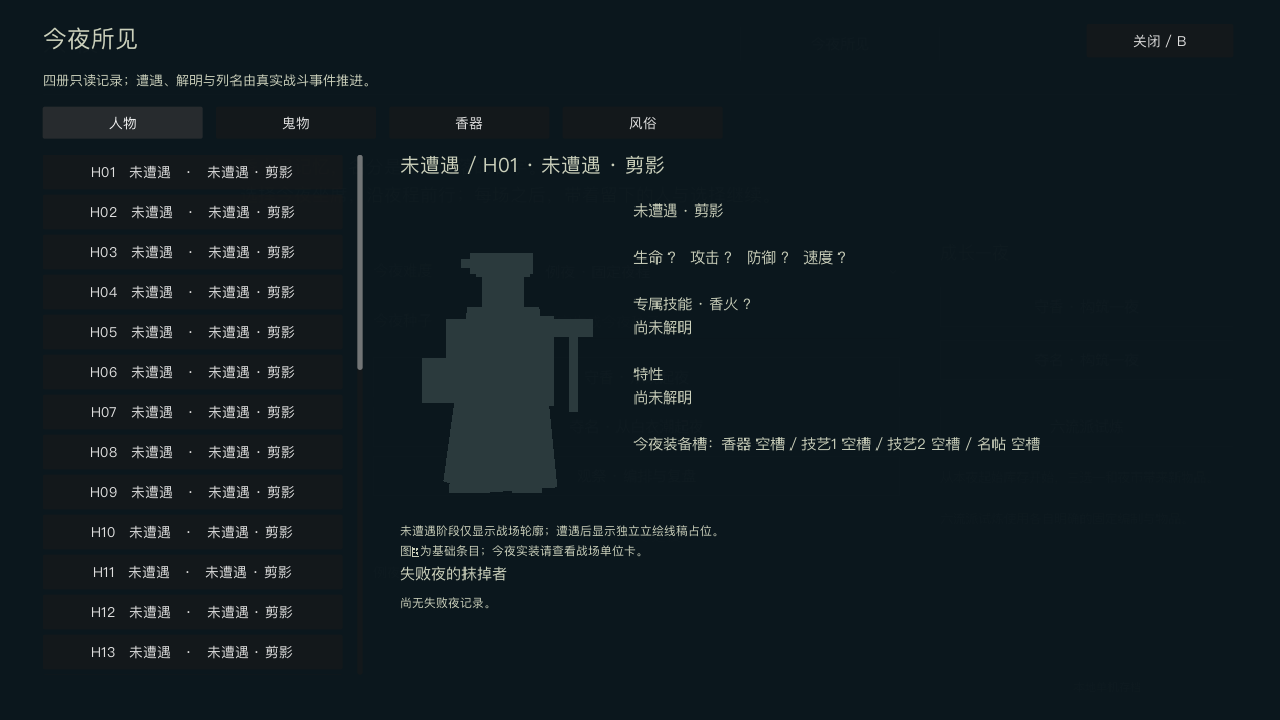 今夜所见
关闭 / B
四册只读记录；遭遇、解明与列名由真实战斗事件推进。
人物
鬼物
香器
风俗
H01 未遭遇 · 未遭遇 · 剪影
H02 未遭遇 · 未遭遇 · 剪影
H03 未遭遇 · 未遭遇 · 剪影
H04 未遭遇 · 未遭遇 · 剪影
H05 未遭遇 · 未遭遇 · 剪影
H06 未遭遇 · 未遭遇 · 剪影
H07 未遭遇 · 未遭遇 · 剪影
H08 未遭遇 · 未遭遇 · 剪影
H09 未遭遇 · 未遭遇 · 剪影
H10 未遭遇 · 未遭遇 · 剪影
H11 未遭遇 · 未遭遇 · 剪影
H12 未遭遇 · 未遭遇 · 剪影
H13 未遭遇 · 未遭遇 · 剪影
未遭遇 / H01 · 未遭遇 · 剪影
未遭遇 · 剪影
生命 ? 攻击 ? 防御 ? 速度 ?
专属技能 · 香火 ?
尚未解明
特性
尚未解明
今夜装备槽：香器 空槽 / 技艺1 空槽 / 技艺2 空槽 / 名帖 空槽
未遭遇阶段仅显示战场轮廓；遭遇后显示独立立绘线稿占位。
图为基础条目；今夜实装请查看战场单位卡。
失败夜的抹掉者
尚无失败夜记录。